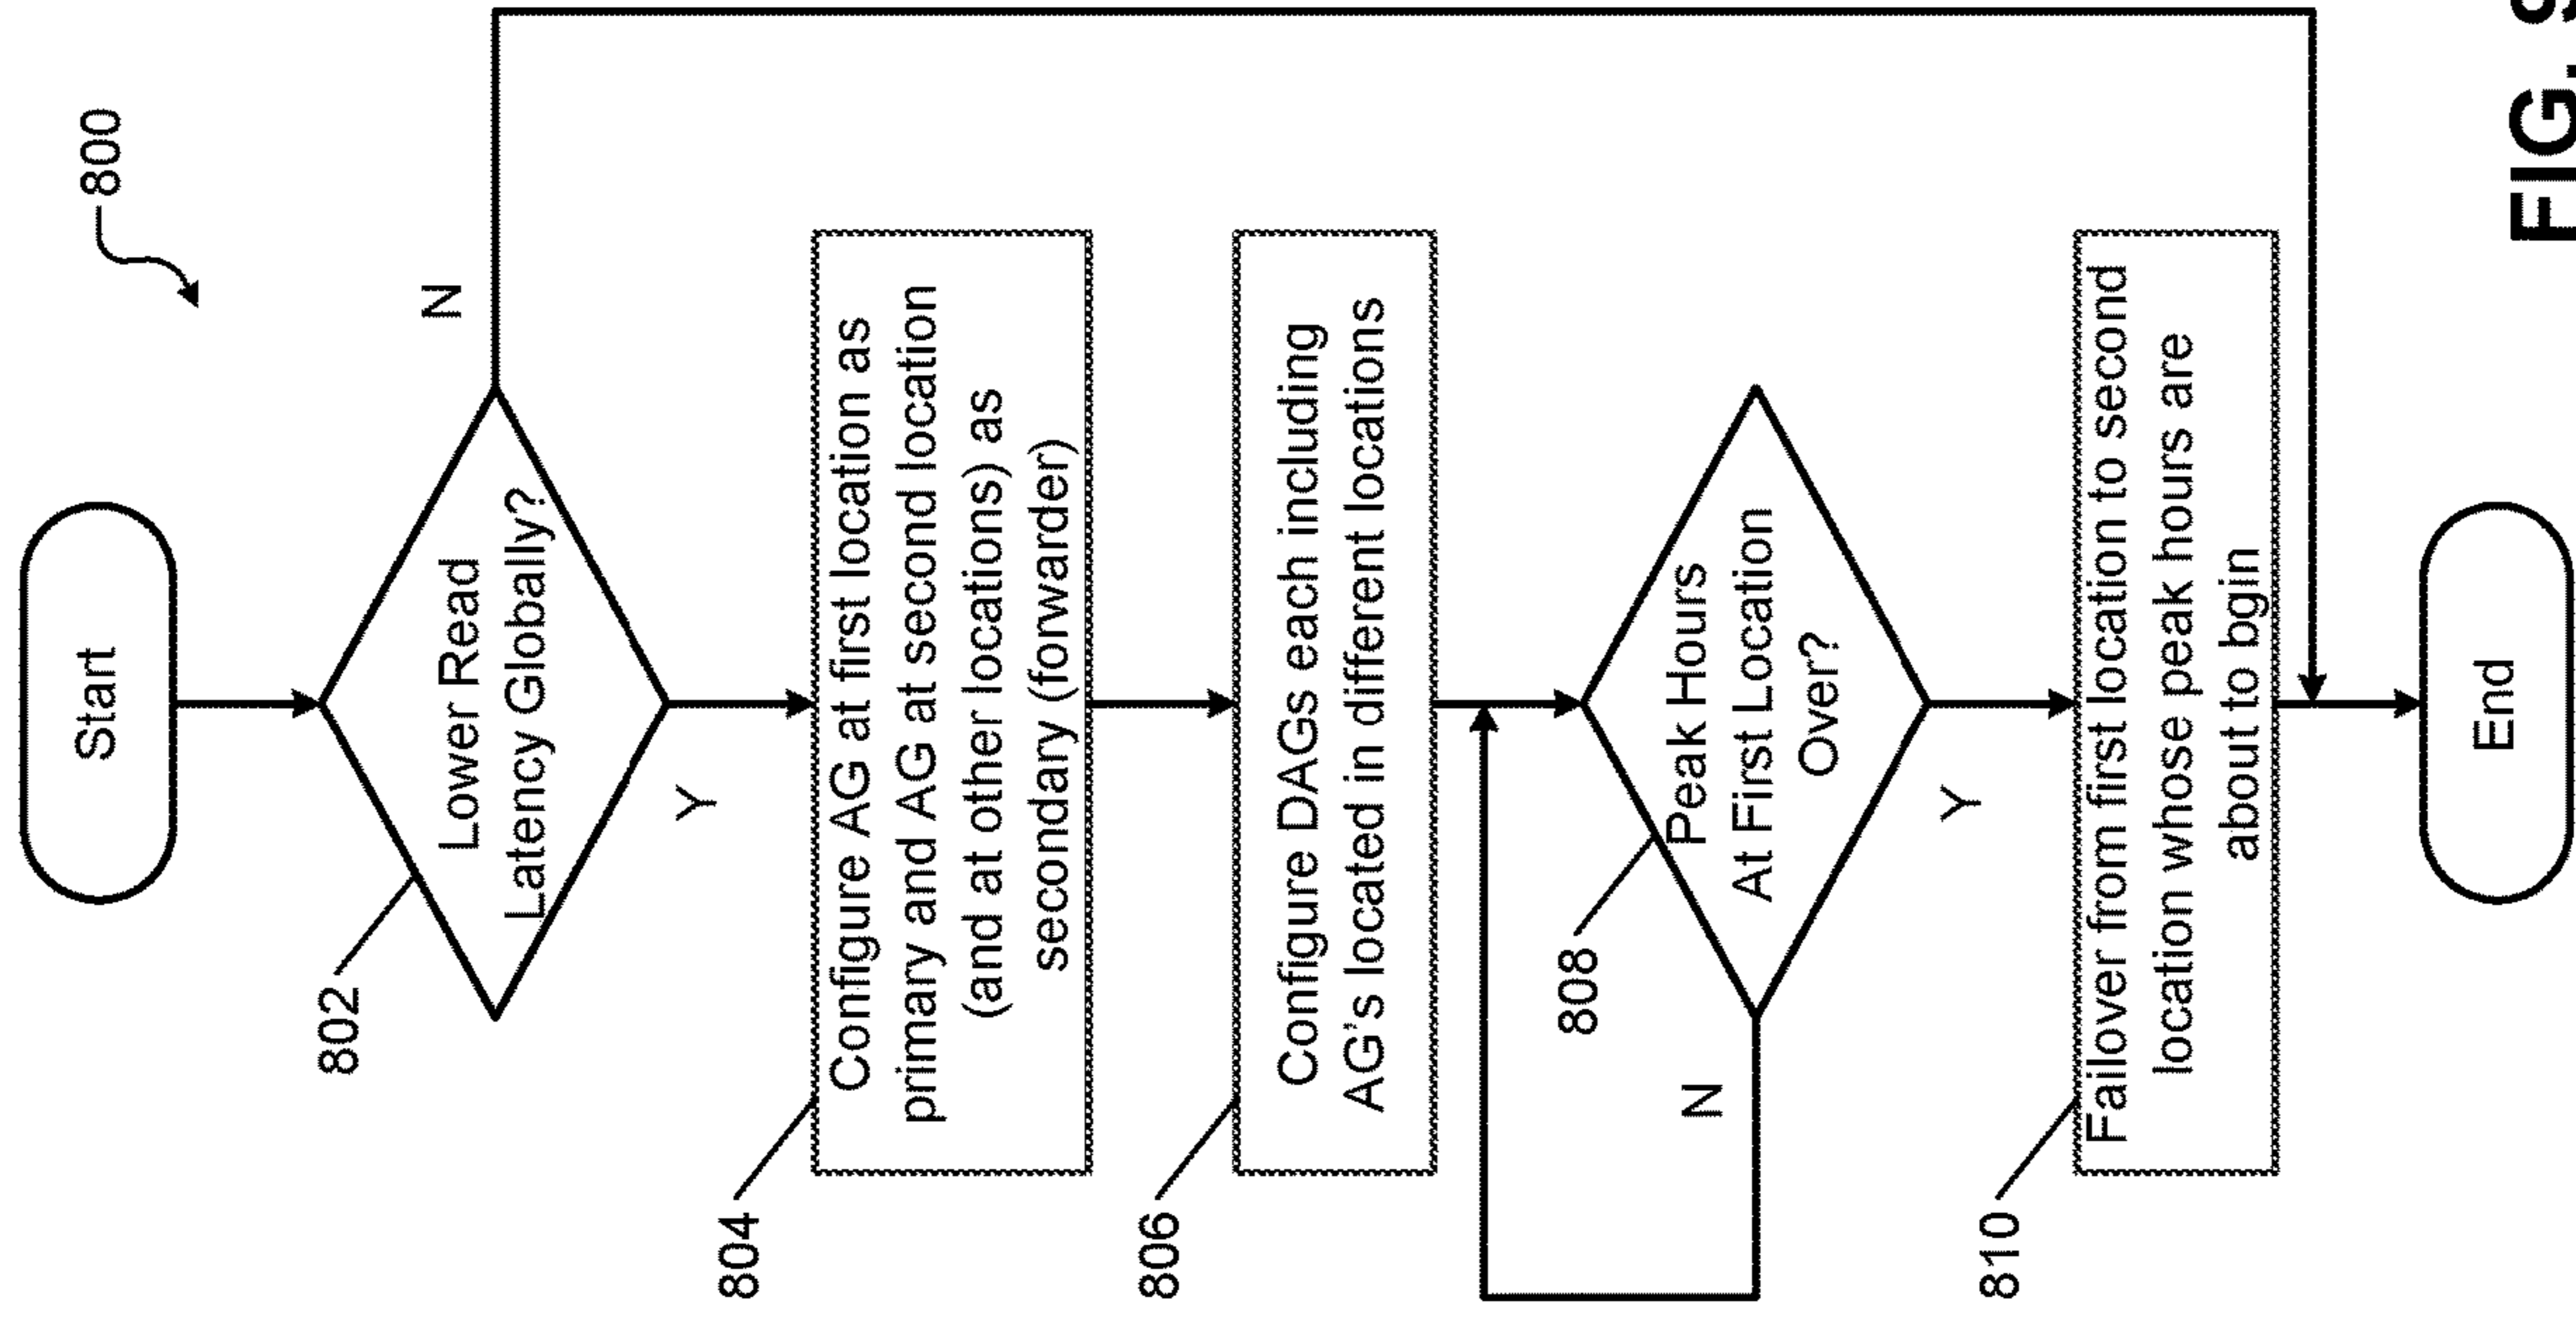 800
Start
802
Lower Read
Latency Globally?
N
Y
804
Configure AG at first location as
primary and AG at second location
(and at other locations) as
secondary (forwarder)
806
Configure DAGs each including
AG's located in different locations
808
Peak Hours
At First Location
Over?
N
Y
810
Failover from first location to second
location whose peak hours are
about to bgin
End
FIG.